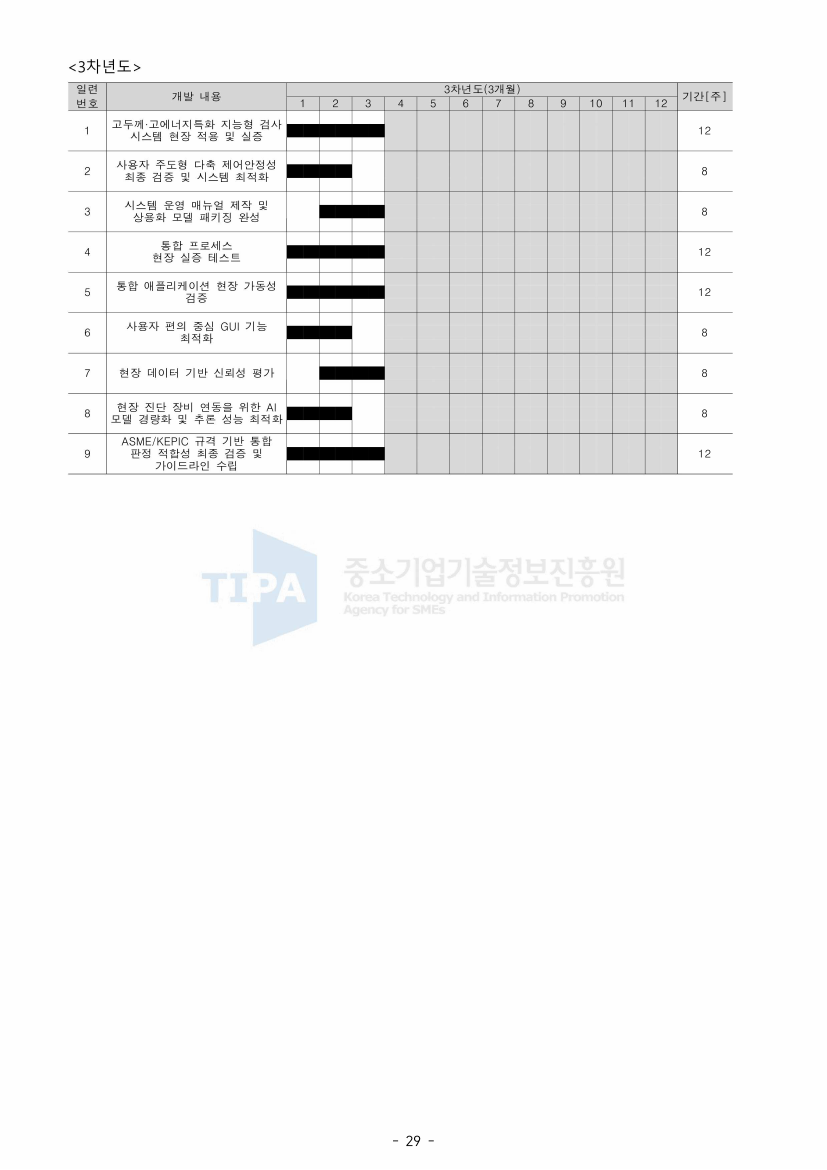 <3차년도>
일련 번호 개발 내용 3차년도(3개월) 기간[주]
1 2 3 4 5 6 7 8 9 10 11 12
1 고두께·고에너지특화 지능형 검사 12
시스템 현장 적용 및 실증
2 사용자 주도형 다축 제어안정성 8
최종 검증 및 시스템 최적화
3 시스템 운영 매뉴얼 제작 및 8
상용화 모델 패키징 완성
4 통합 프로세스 12
현장 실증 테스트
5 통합 애플리케이션 현장 가동성 12
검증
6 사용자 편의 중심 GUI 기능 8
최적화
7 현장 데이터 기반 신뢰성 평가 8
8 현장 진단 장비 연동을 위한 AI 8
모델 경량화 및 추론 성능 최적화
9 ASME/KEPIC 규격 기반 통합 12
판정 적합성 최종 검증 및
가이드라인 수립
TIPA 중소기업기술정보진흥원
Korea Technology and Information Promotion
Agency for SMEs
- 29 -